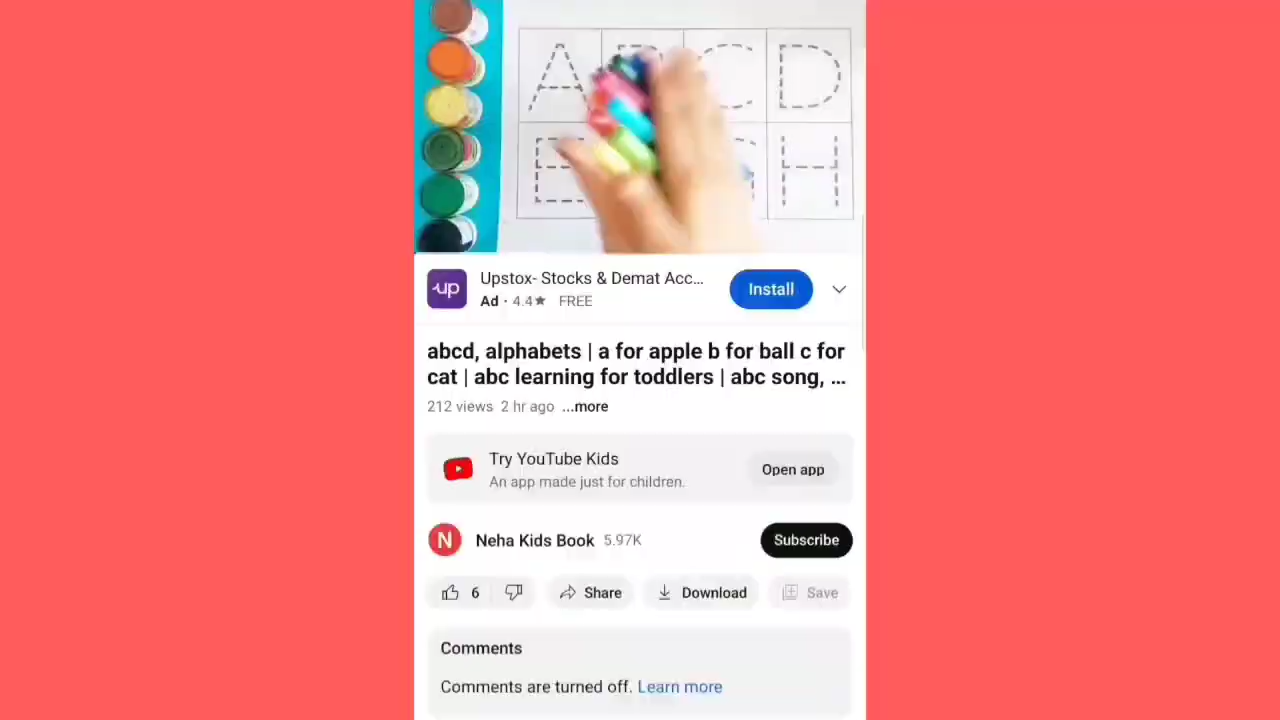 A B C D
E H
up
Upstox- Stocks & Demat Acc...
Install
Ad · 4.4★ FREE
abcd, alphabets | a for apple b for ball c for
cat | abc learning for toddlers | abc song, ...
212 views 2 hr ago ...more
Try YouTube Kids
An app made just for children.
Open app
N
Neha Kids Book 5.97K
Subscribe
6
Share
Download
Save
Comments
Comments are turned off. Learn more